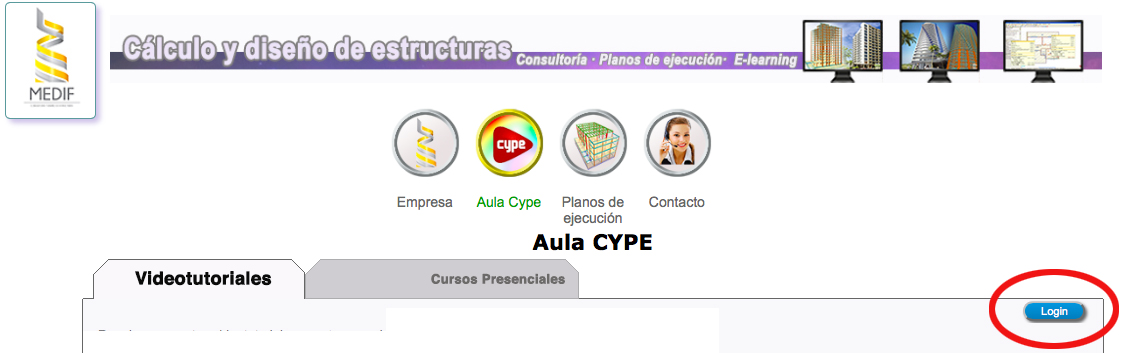 MEDIF
Cálculo y diseño de estructuras
Consultoría · Planos de ejecución· E-learning
cype
Empresa
Aula Cype
Planos de
ejecución
Contacto
Aula CYPE
Videotutoriales
Cursos Presenciales
Login